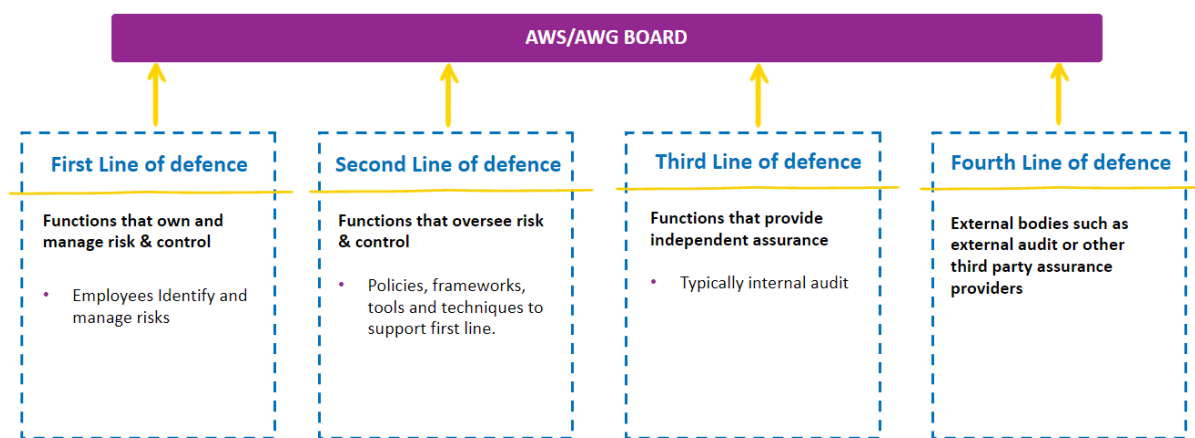 AWS/AWG BOARD
First Line of defence
Functions that own and
manage risk & control
• Employees Identify and
manage risks
Second Line of defence
Functions that oversee risk
& control
• Policies, frameworks,
tools and techniques to
support first line.
Third Line of defence
Functions that provide
independent assurance
• Typically internal audit
Fourth Line of defence
External bodies such as
external audit or other
third party assurance
providers